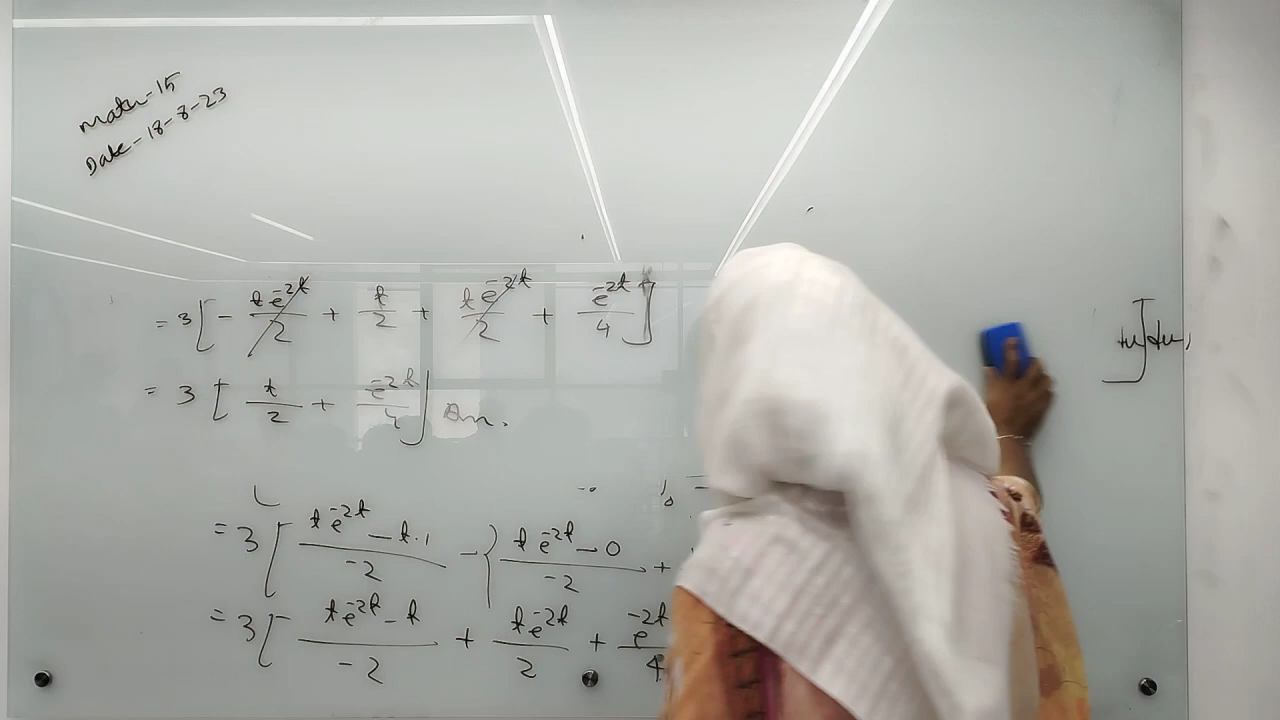 Math-15
Date-18-8-23
= 3 [ - te^-2t/2 + t/2 + te^-2t/2 + e^-2t/4 ]
= 3 [ t/2 + e^-2t/4 ] Ans.
du] du,
= 3 [ te^-2t - t.1/-2 - { te^-2t - 0/-2 +
= 3 [ te^-2t - t/-2 + te^-2t/2 + e^-2t/4